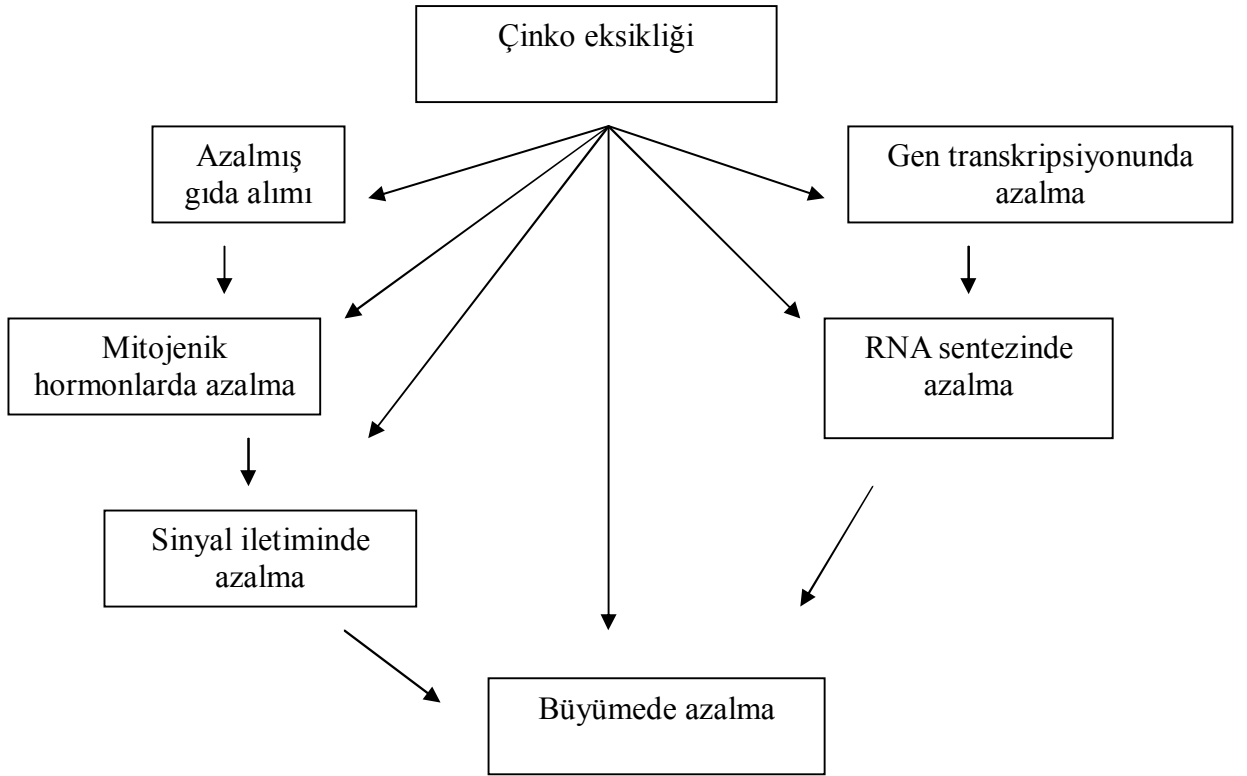 Çinko eksikliği
Azalmış
gıda alımı
Gen transkripsiyonunda
azalma
Mitojenik
hormonlarda azalma
RNA sentezinde
azalma
Sinyal iletiminde
azalma
Büyümede azalma